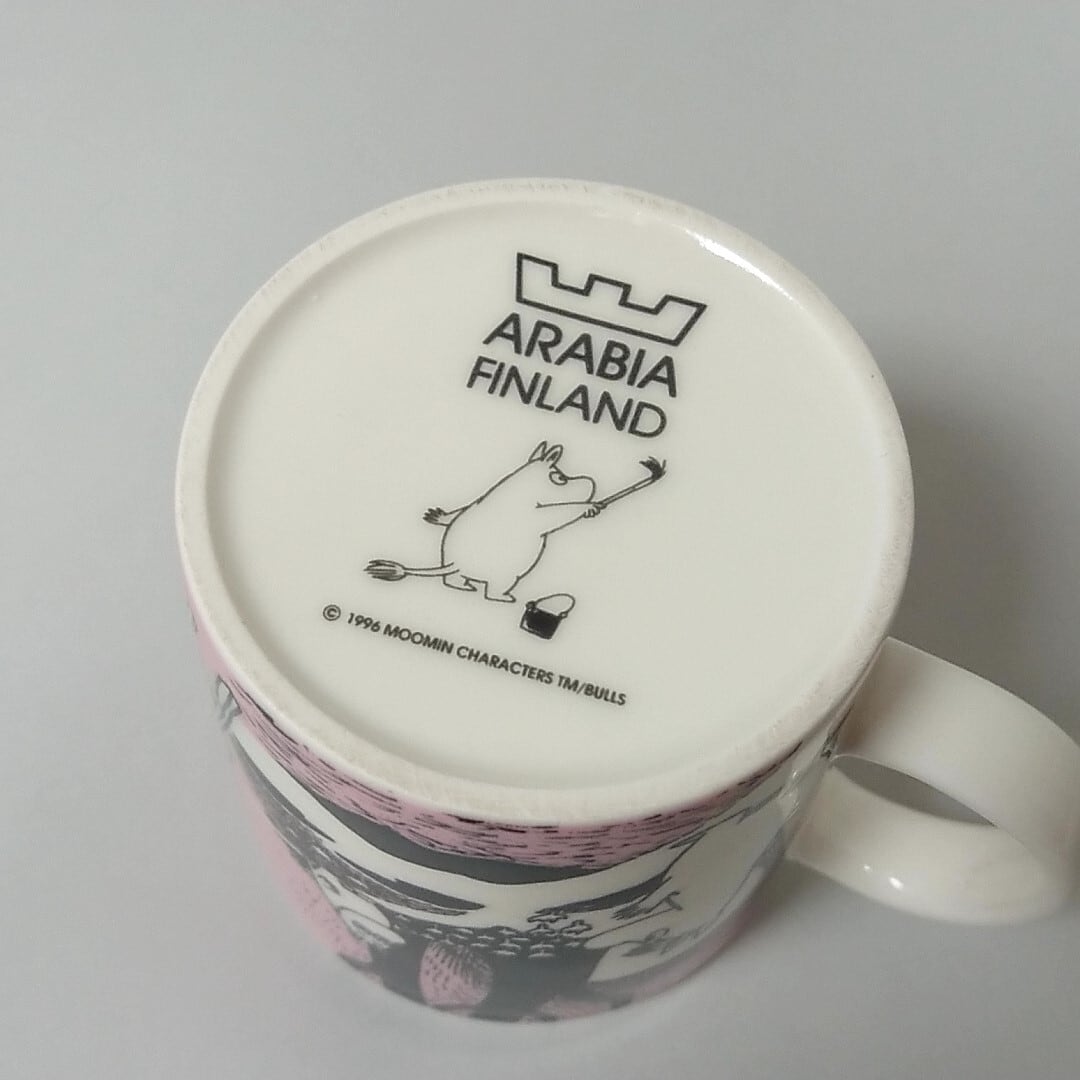 ARABIA
FINLAND
© 1996 MOOMIN CHARACTERS TM/BULLS